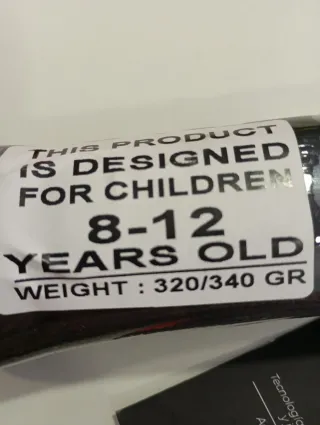 THIS PRODUCT
IS DESIGNED
FOR CHILDREN
8-12
YEARS OLD
WEIGHT : 320/340 GR